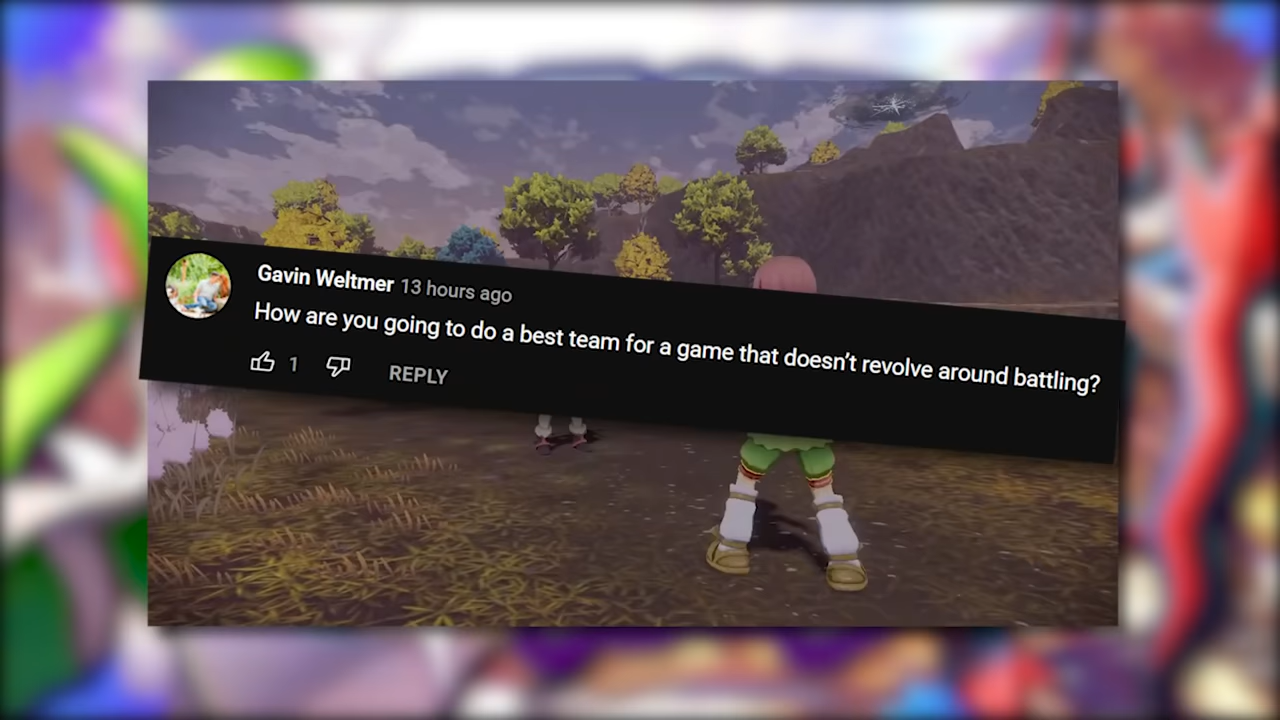 Gavin Weltmer 13 hours ago
How are you going to do a best team for a game that doesn’t revolve around battling?
1 REPLY